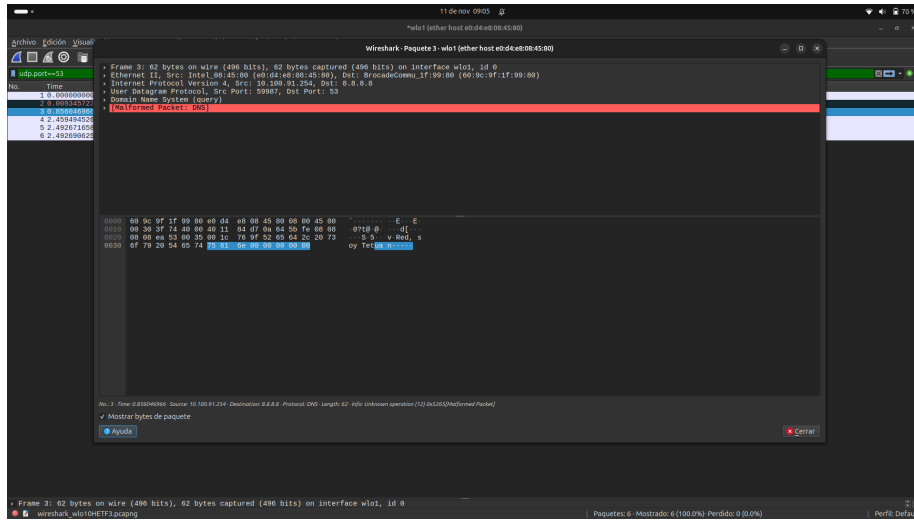 11 de nov 09:05
70 %
*wlo1 (ether host e0:d4:e8:08:45:80)
Archivo Edición Visuali
Wireshark · Paquete 3 · wlo1 (ether host e0:d4:e8:08:45:80)
udp.port==53
No. Time
1 0.000000000
2 0.009345723
3 0.856046966
4 2.459494526
5 2.492671658
6 2.492690625
Frame 3: 62 bytes on wire (496 bits), 62 bytes captured (496 bits) on interface wlo1, id 0
Ethernet II, Src: Intel_08:45:80 (e0:d4:e8:08:45:80), Dst: BrocadeCommu_1f:99:80 (60:9c:9f:1f:99:80)
Internet Protocol Version 4, Src: 10.100.91.254, Dst: 8.8.8.8
User Datagram Protocol, Src Port: 59987, Dst Port: 53
Domain Name System (query)
[Malformed Packet: DNS]
0000 60 9c 9f 1f 99 80 e0 d4 e8 08 45 80 08 00 45 00 `·······  ··E···E·
0010 00 30 3f 74 40 00 40 11 84 d7 0a 64 5b fe 08 08 ·0?t@·@· ···d[···
0020 08 08 ea 53 00 35 00 1c 76 9f 52 65 64 2c 20 73 ···S·5·· v·Red, s
0030 6f 79 20 54 65 74 75 61 6e 00 00 00 00 00 oy Tetua n·····
No.: 3 · Time: 0.856046966 · Source: 10.100.91.254 · Destination: 8.8.8.8 · Protocol: DNS · Length: 62 · Info: Unknown operation (12) 0x5265[Malformed Packet]
Mostrar bytes de paquete
Ayuda
Cerrar
Frame 3: 62 bytes on wire (496 bits), 62 bytes captured (496 bits) on interface wlo1, id 0
wireshark_wlo10HETF3.pcapng
Paquetes: 6 · Mostrado: 6 (100.0%) · Perdido: 0 (0.0%)
Perfil: Defau